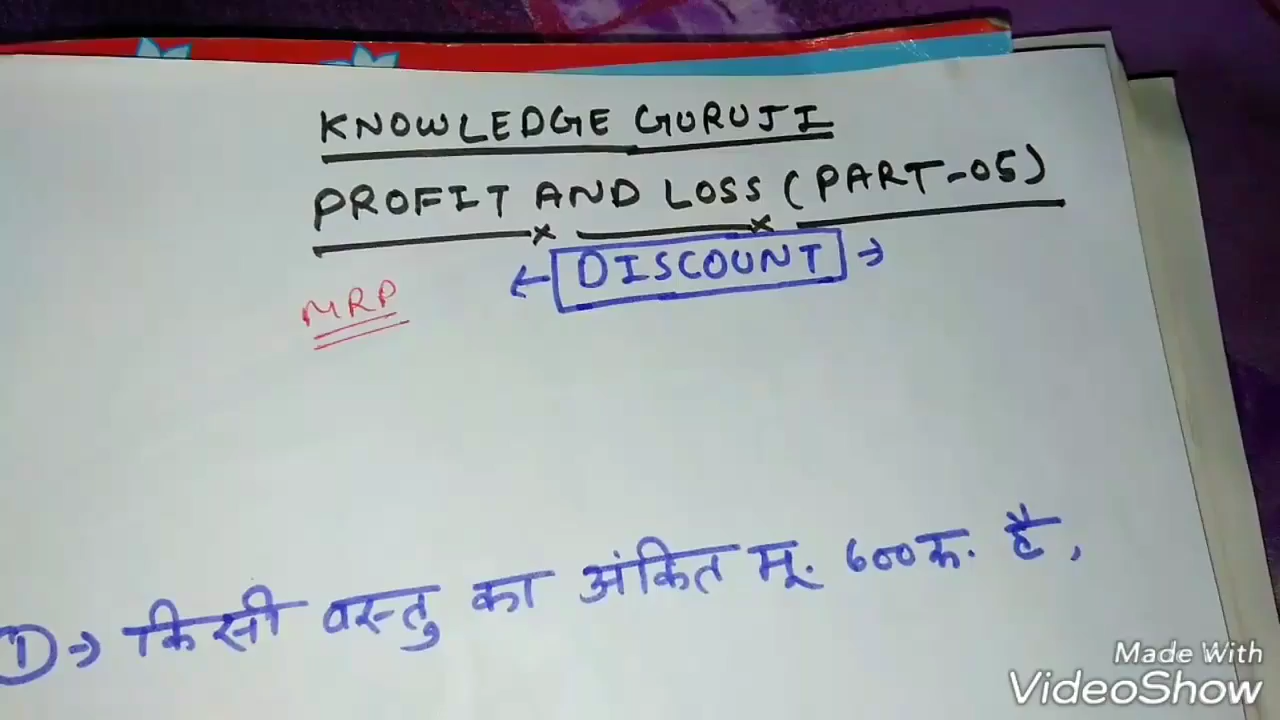 KNOWLEDGE GURUJI
PROFIT AND LOSS (PART-05)
← DISCOUNT →
MRP
1) → किसी वस्तु का अंकित मू. 600रू. है,
Made With
VideoShow